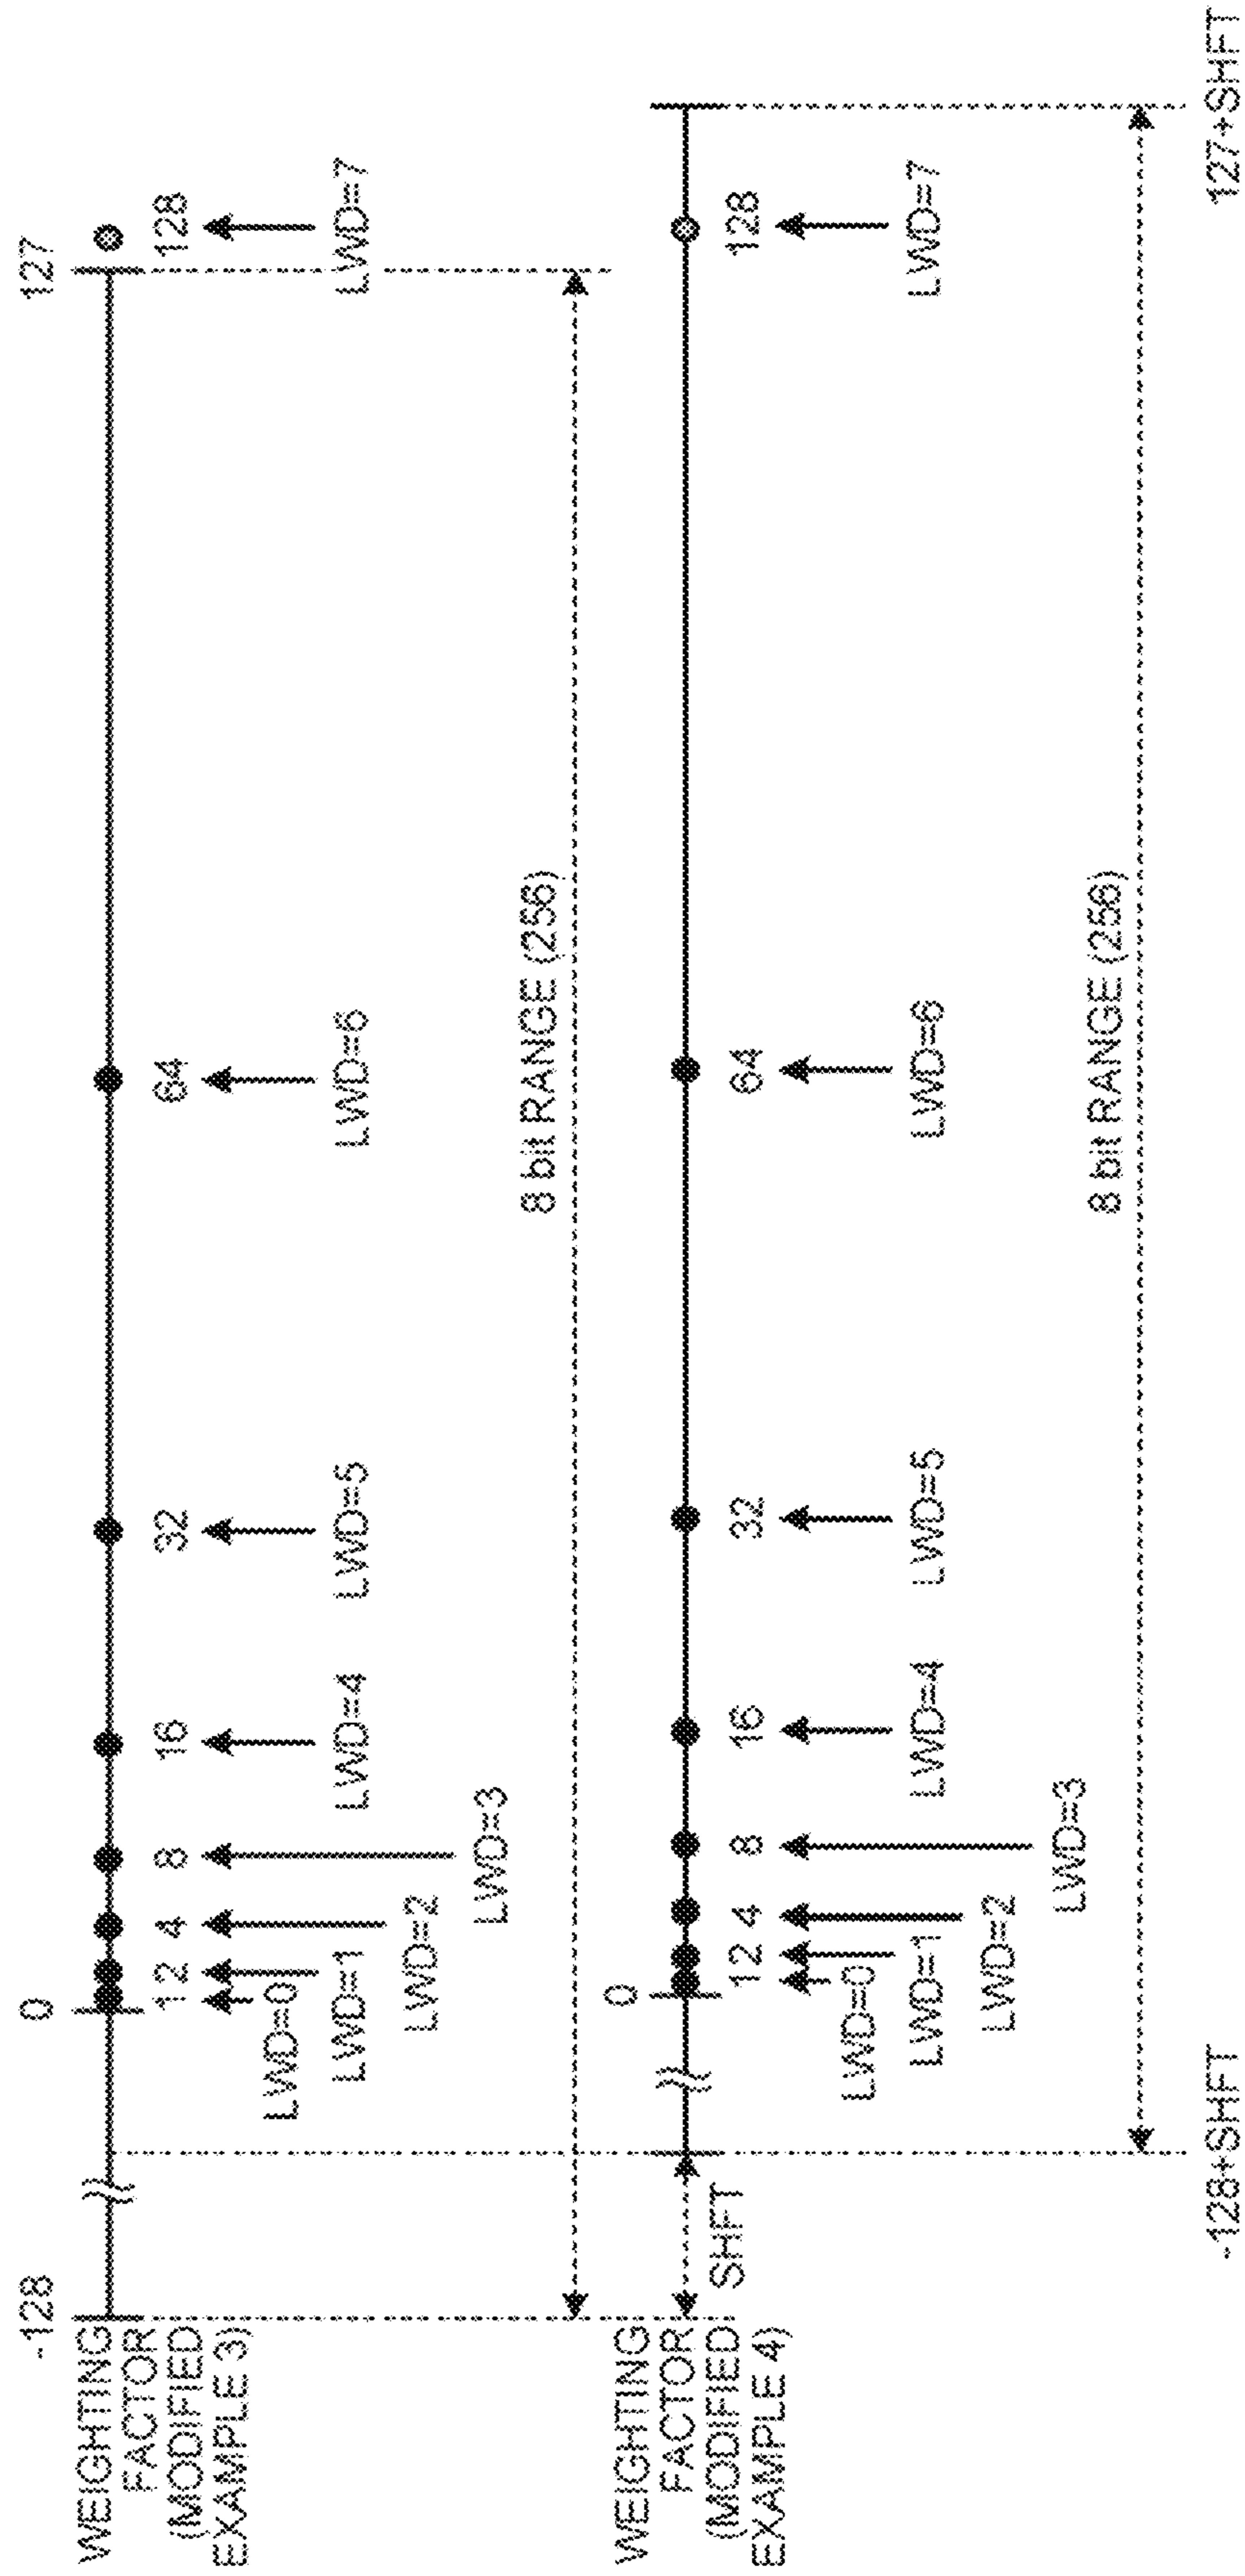 -128
0
127
WEIGHTING
FACTOR
(MODIFIED
EXAMPLE 3)
1 2 4 8 16 32 64 128
LWD=0
LWD=1
LWD=2
LWD=3
LWD=4
LWD=5
LWD=6
LWD=7
8 bit RANGE (256)
0
WEIGHTING
FACTOR
(MODIFIED
EXAMPLE 4)
SHFT
1 2 4 8 16 32 64 128
LWD=0
LWD=1
LWD=2
LWD=3
LWD=4
LWD=5
LWD=6
LWD=7
8 bit RANGE (256)
-128+SHFT
127+SHFT